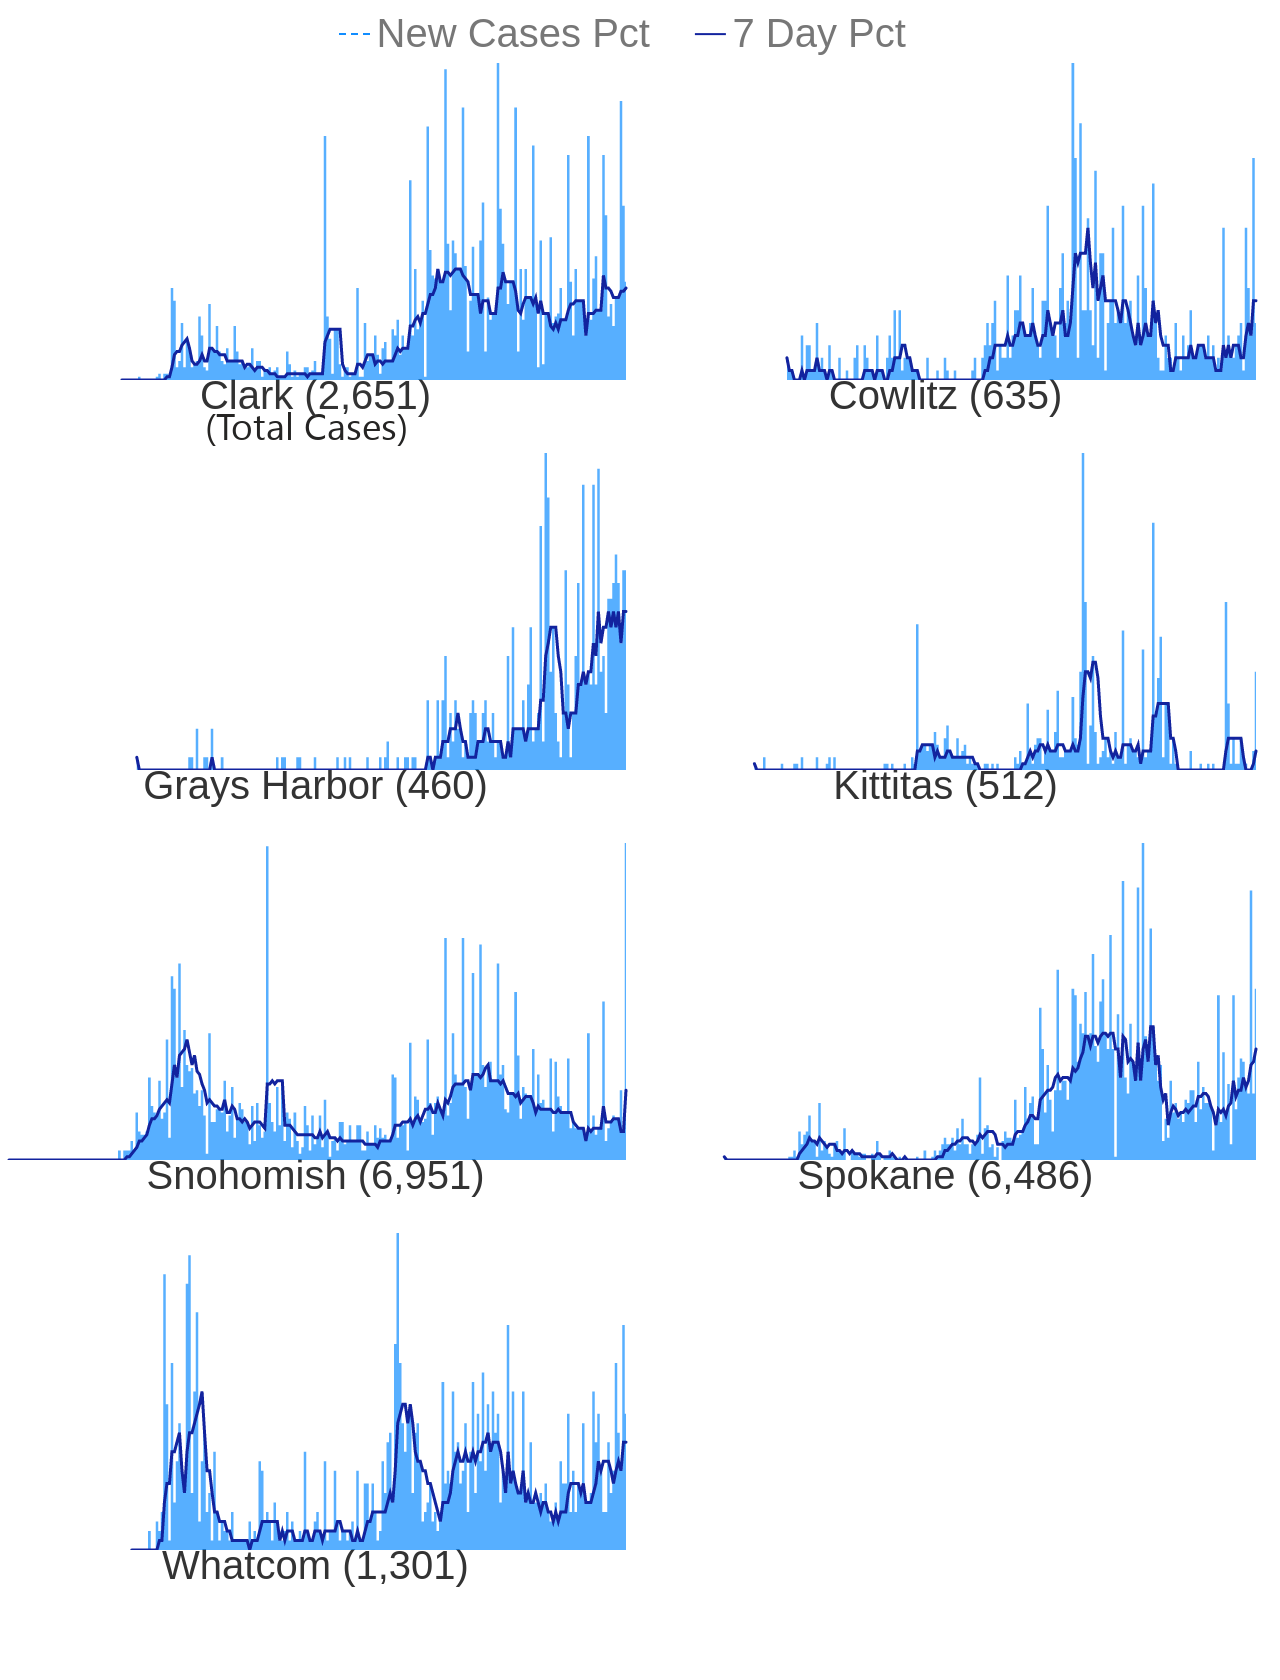 New Cases Pct 7 Day Pct
Clark (2,651) Cowlitz (635)
(Total Cases)
Grays Harbor (460) Kittitas (512)
Snohomish (6,951) Spokane (6,486)
Whatcom (1,301)